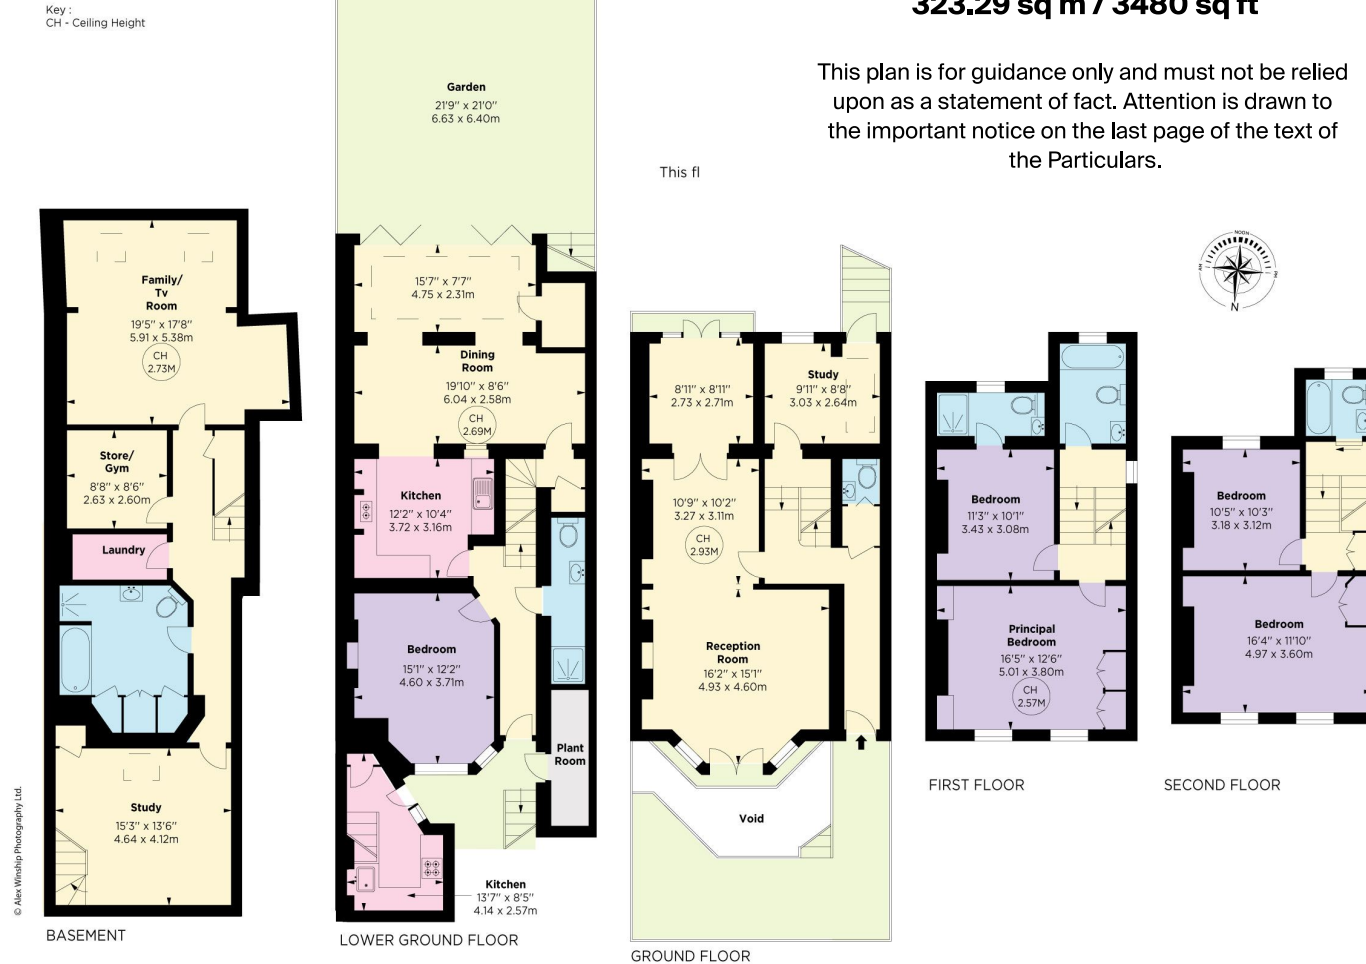 Key :
CH - Ceiling Height
323.29 sq m / 3480 sq ft
This plan is for guidance only and must not be relied
upon as a statement of fact. Attention is drawn to
the important notice on the last page of the text of
the Particulars.
This fl
Garden
21'9" x 21'0"
6.63 x 6.40m
Family/
Tv
Room
19'5" x 17'8"
5.91 x 5.38m
CH
2.73M
Store/
Gym
8'8" x 8'6"
2.63 x 2.60m
Laundry
Study
15'3" x 13'6"
4.64 x 4.12m
© Alex Winship Photography Ltd.
BASEMENT
15'7" x 7'7"
4.75 x 2.31m
Dining
Room
19'10" x 8'6"
6.04 x 2.58m
CH
2.69M
Kitchen
12'2" x 10'4"
3.72 x 3.16m
Bedroom
15'1" x 12'2"
4.60 x 3.71m
Plant
Room
Kitchen
13'7" x 8'5"
4.14 x 2.57m
LOWER GROUND FLOOR
8'11" x 8'11"
2.73 x 2.71m
Study
9'11" x 8'8"
3.03 x 2.64m
10'9" x 10'2"
3.27 x 3.11m
CH
2.93M
Reception
Room
16'2" x 15'1"
4.93 x 4.60m
Void
GROUND FLOOR
Bedroom
11'3" x 10'1"
3.43 x 3.08m
Principal
Bedroom
16'5" x 12'6"
5.01 x 3.80m
CH
2.57M
FIRST FLOOR
NOON
AM
PM
N
Bedroom
10'5" x 10'3"
3.18 x 3.12m
Bedroom
16'4" x 11'10"
4.97 x 3.60m
SECOND FLOOR